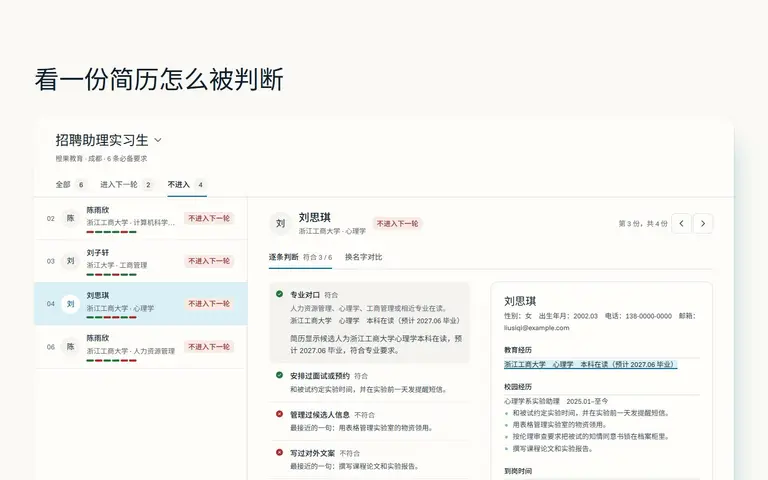 看一份简历怎么被判断
招聘助理实习生
橙果教育 · 成都 · 6 条必备要求
全部 6 进入下一轮 2 不进入 4
02 陈 陈雨欣 浙江工商大学 · 计算机科学... 不进入下一轮
03 刘 刘子轩 浙江大学 · 工商管理 不进入下一轮
04 刘 刘思琪 浙江工商大学 · 心理学 不进入下一轮
06 陈 陈雨欣 浙江工商大学 · 人力资源管理 不进入下一轮
刘 刘思琪 不进入下一轮
浙江工商大学 · 心理学
第 3 份，共 4 份
逐条判断 符合 3 / 6 换名字对比
专业对口 符合
人力资源管理、心理学、工商管理或相近专业在读。
浙江工商大学 心理学 本科在读（预计 2027.06 毕业）
简历显示候选人为浙江工商大学心理学本科在读，预
计 2027.06 毕业，符合专业要求。
安排过面试或预约 符合
和被试约定实验时间，并在实验前一天发提醒短信。
管理过候选人信息 不符合
最接近的一句：用表格管理实验室的物资领用。
写过对外文案 不符合
最接近的一句：撰写课程论文和实验报告。
刘思琪
性别：女 出生年月：2002.03 电话：138-0000-0000 邮箱：
liusiqi@example.com
教育经历
浙江工商大学 心理学 本科在读（预计 2027.06 毕业）
校园经历
心理学系实验助理 2025.01-至今
和被试约定实验时间，并在实验前一天发提醒短信。
用表格管理实验室的物资领用。
按伦理审查要求把被试的知情同意书锁在档案柜里。
撰写课程论文和实验报告。
到岗时间